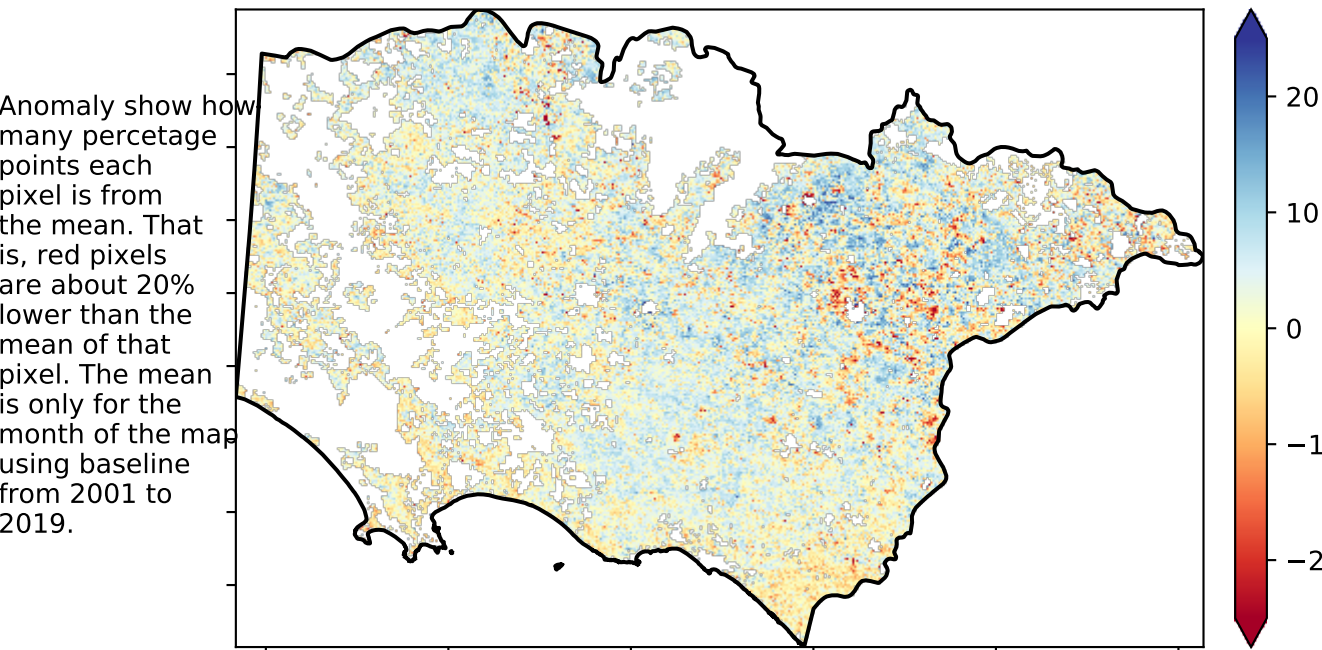 Anomaly show how
many percetage
points each
pixel is from
the mean. That
is, red pixels
are about 20%
lower than the
mean of that
pixel. The mean
is only for the
month of the map
using baseline
from 2001 to
2019.
20
10
0
−1
−2